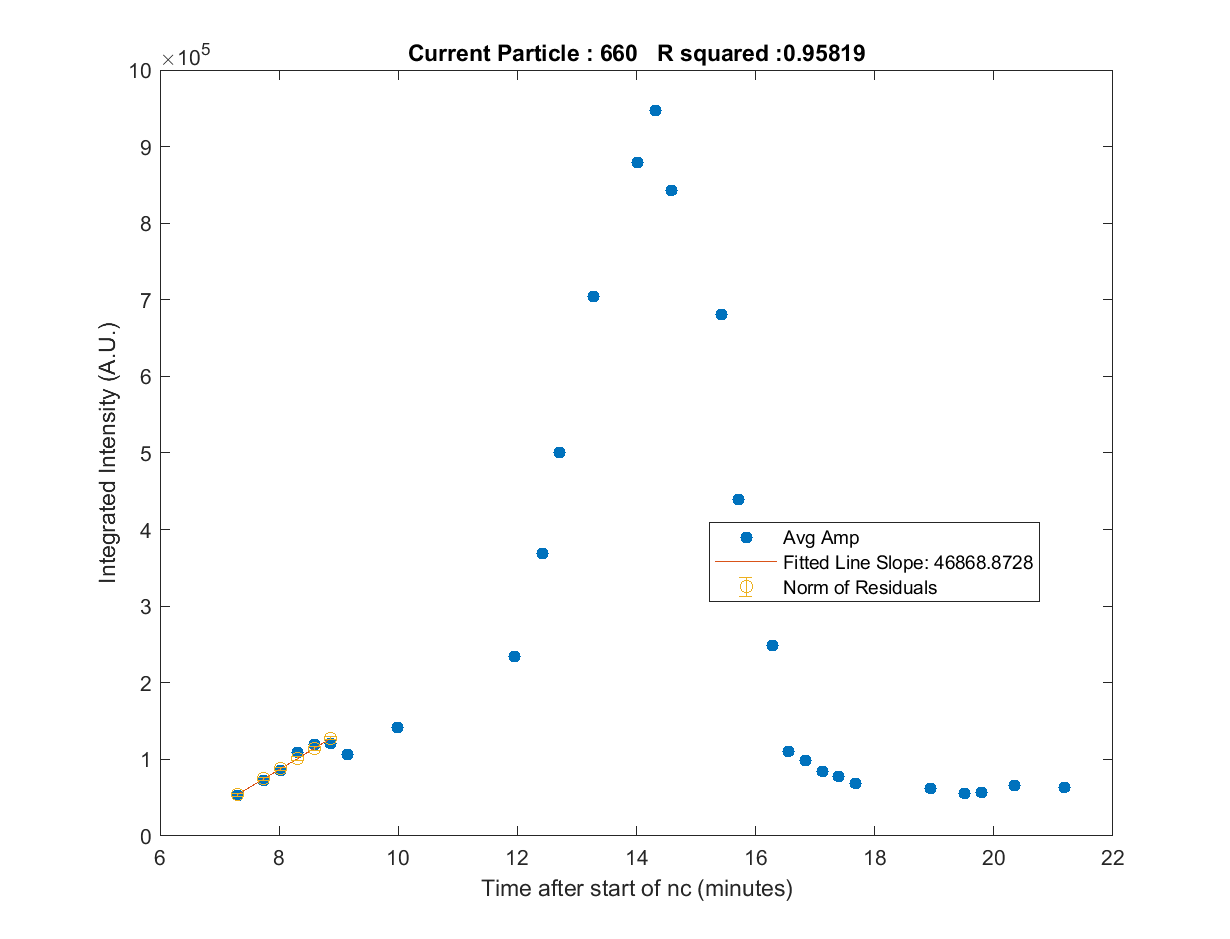 Current Particle : 660   R squared :0.95819
×10^5
10
9
8
7
6
5
4
3
2
1
0
Integrated Intensity (A.U.)
Avg Amp
Fitted Line Slope: 46868.8728
Norm of Residuals
6 8 10 12 14 16 18 20 22
Time after start of nc (minutes)